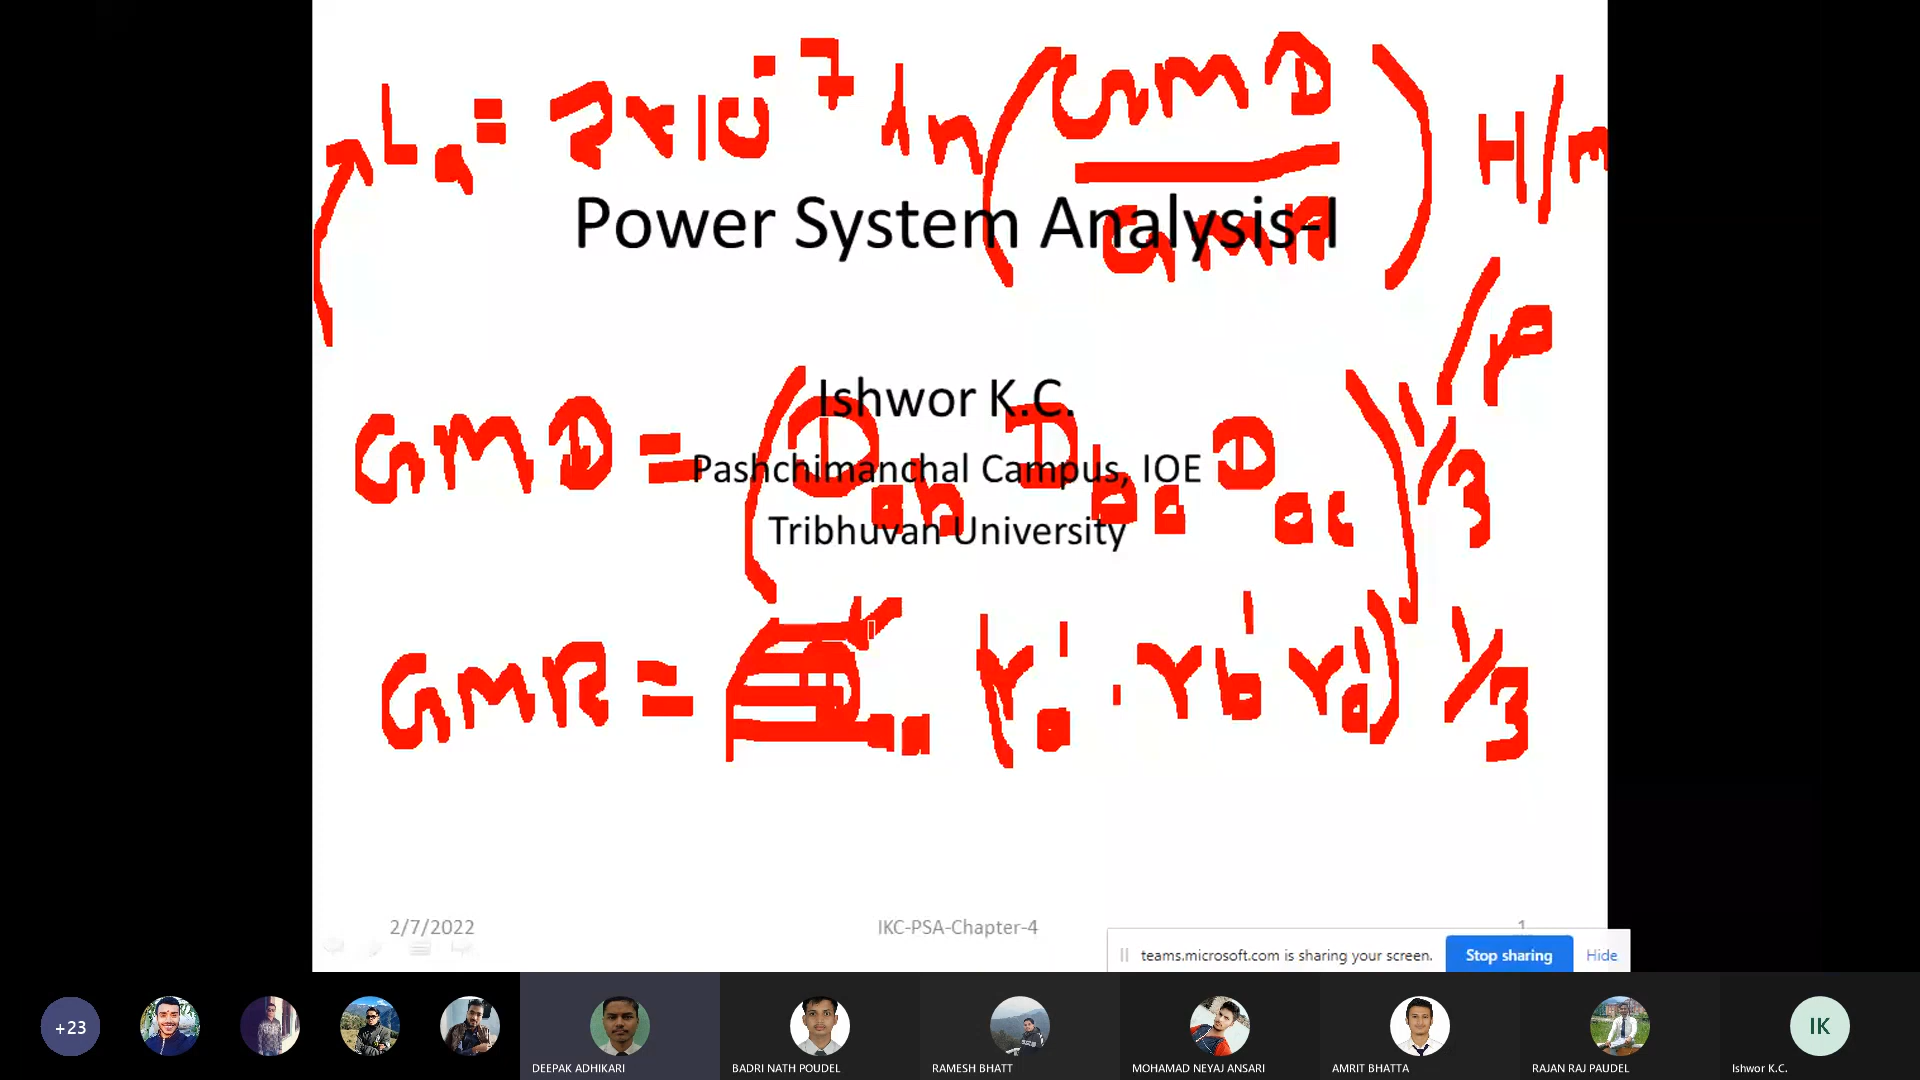 La = 2x10^-7 ln(GMD/GMR) H/m
/P
Power System Analysis-I
Ishwor K.C.
GMD = (Dab Dbc Dac)^1/3
Pashchimanchal Campus, IOE
Tribhuvan University
GMR = (ra' . rb' rc')^1/3
2/7/2022
IKC-PSA-Chapter-4
1
teams.microsoft.com is sharing your screen.
Stop sharing
Hide
+23
DEEPAK ADHIKARI
BADRI NATH POUDEL
RAMESH BHATT
MOHAMAD NEYAJ ANSARI
AMRIT BHATTA
RAJAN RAJ PAUDEL
IK
Ishwor K.C.